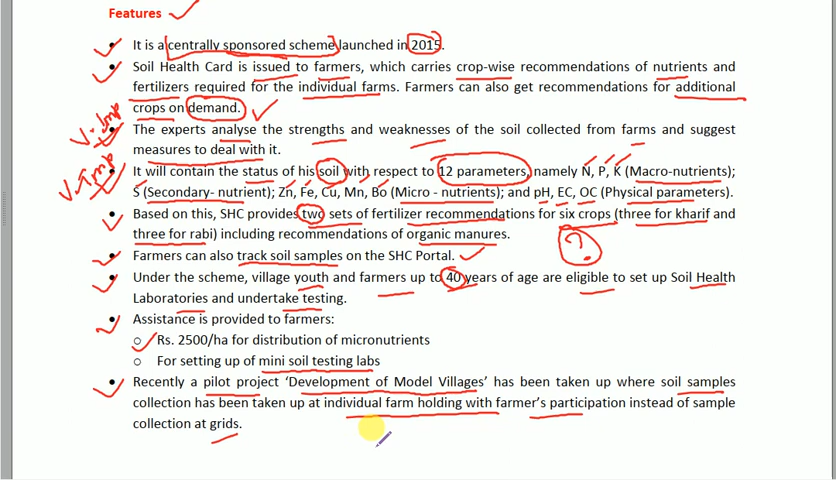 Features
It is a centrally sponsored scheme launched in 2015.
Soil Health Card is issued to farmers, which carries crop-wise recommendations of nutrients and
fertilizers required for the individual farms. Farmers can also get recommendations for additional
crops on demand.
V.Imp
The experts analyse the strengths and weaknesses of the soil collected from farms and suggest
measures to deal with it.
V.Imp
It will contain the status of his soil with respect to 12 parameters, namely N, P, K (Macro-nutrients);
S (Secondary- nutrient); Zn, Fe, Cu, Mn, Bo (Micro - nutrients); and pH, EC, OC (Physical parameters).
Based on this, SHC provides two sets of fertilizer recommendations for six crops (three for kharif and
three for rabi) including recommendations of organic manures.
?
Farmers can also track soil samples on the SHC Portal.
Under the scheme, village youth and farmers up to 40 years of age are eligible to set up Soil Health
Laboratories and undertake testing.
Assistance is provided to farmers:
Rs. 2500/ha for distribution of micronutrients
For setting up of mini soil testing labs
Recently a pilot project ‘Development of Model Villages’ has been taken up where soil samples
collection has been taken up at individual farm holding with farmer’s participation instead of sample
collection at grids.